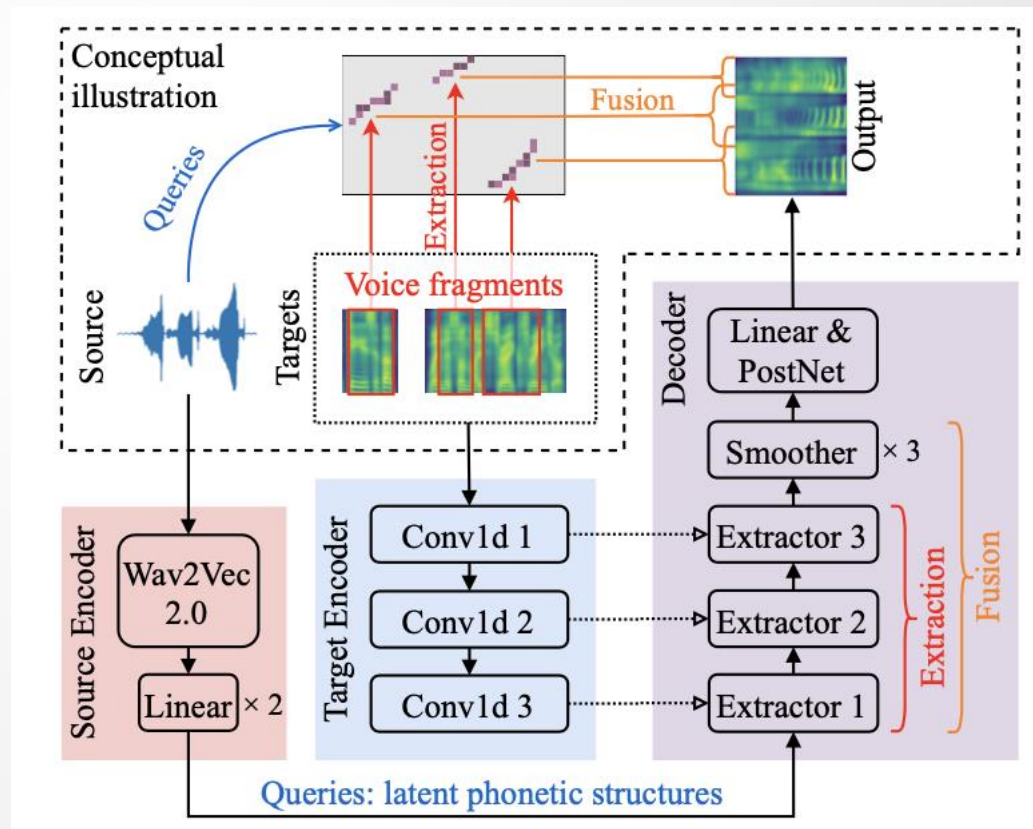 Conceptual
illustration
Queries
Extraction
Fusion
Output
Source
Targets
Voice fragments
Source Encoder
Wav2Vec
2.0
Linear × 2
Target Encoder
Conv1d 1
Conv1d 2
Conv1d 3
Decoder
Linear &
PostNet
Smoother × 3
Extractor 3
Extractor 2
Extractor 1
Extraction
Fusion
Queries: latent phonetic structures